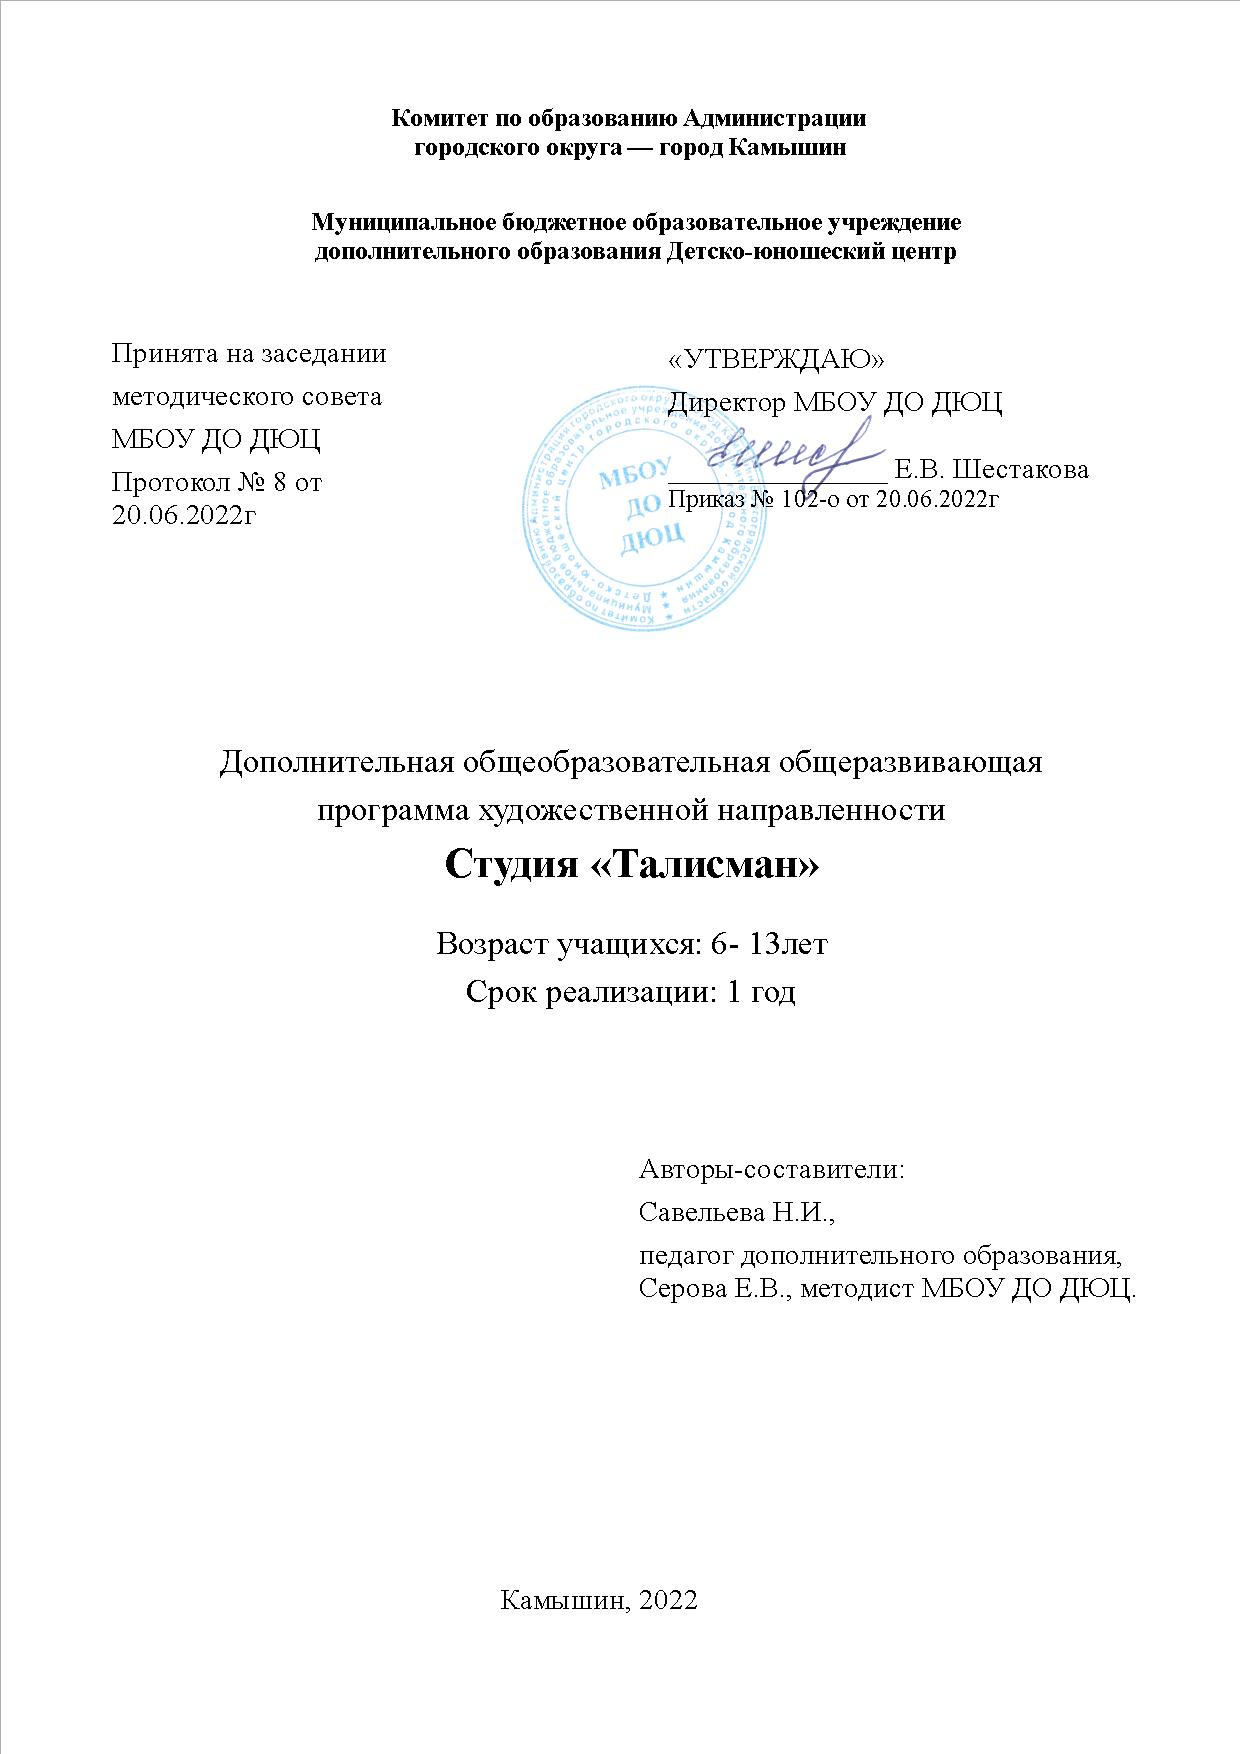 Комитет по образованию Администрации
городского округа — город Камышин
Муниципальное бюджетное образовательное учреждение
дополнительного образования Детско-юношеский центр
Принята на заседании
методического совета
МБОУ ДО ДЮЦ
Протокол № 8 от
20.06.2022г
«УТВЕРЖДАЮ»
Директор МБОУ ДО ДЮЦ
______________ Е.В. Шестакова
Приказ № 102-о от 20.06.2022г
МБОУ
ДО
ДЮЦ
Дополнительная общеобразовательная общеразвивающая
программа художественной направленности
Студия «Талисман»
Возраст учащихся: 6- 13лет
Срок реализации: 1 год
Авторы-составители:
Савельева Н.И.,
педагог дополнительного образования,
Серова Е.В., методист МБОУ ДО ДЮЦ.
Камышин, 2022